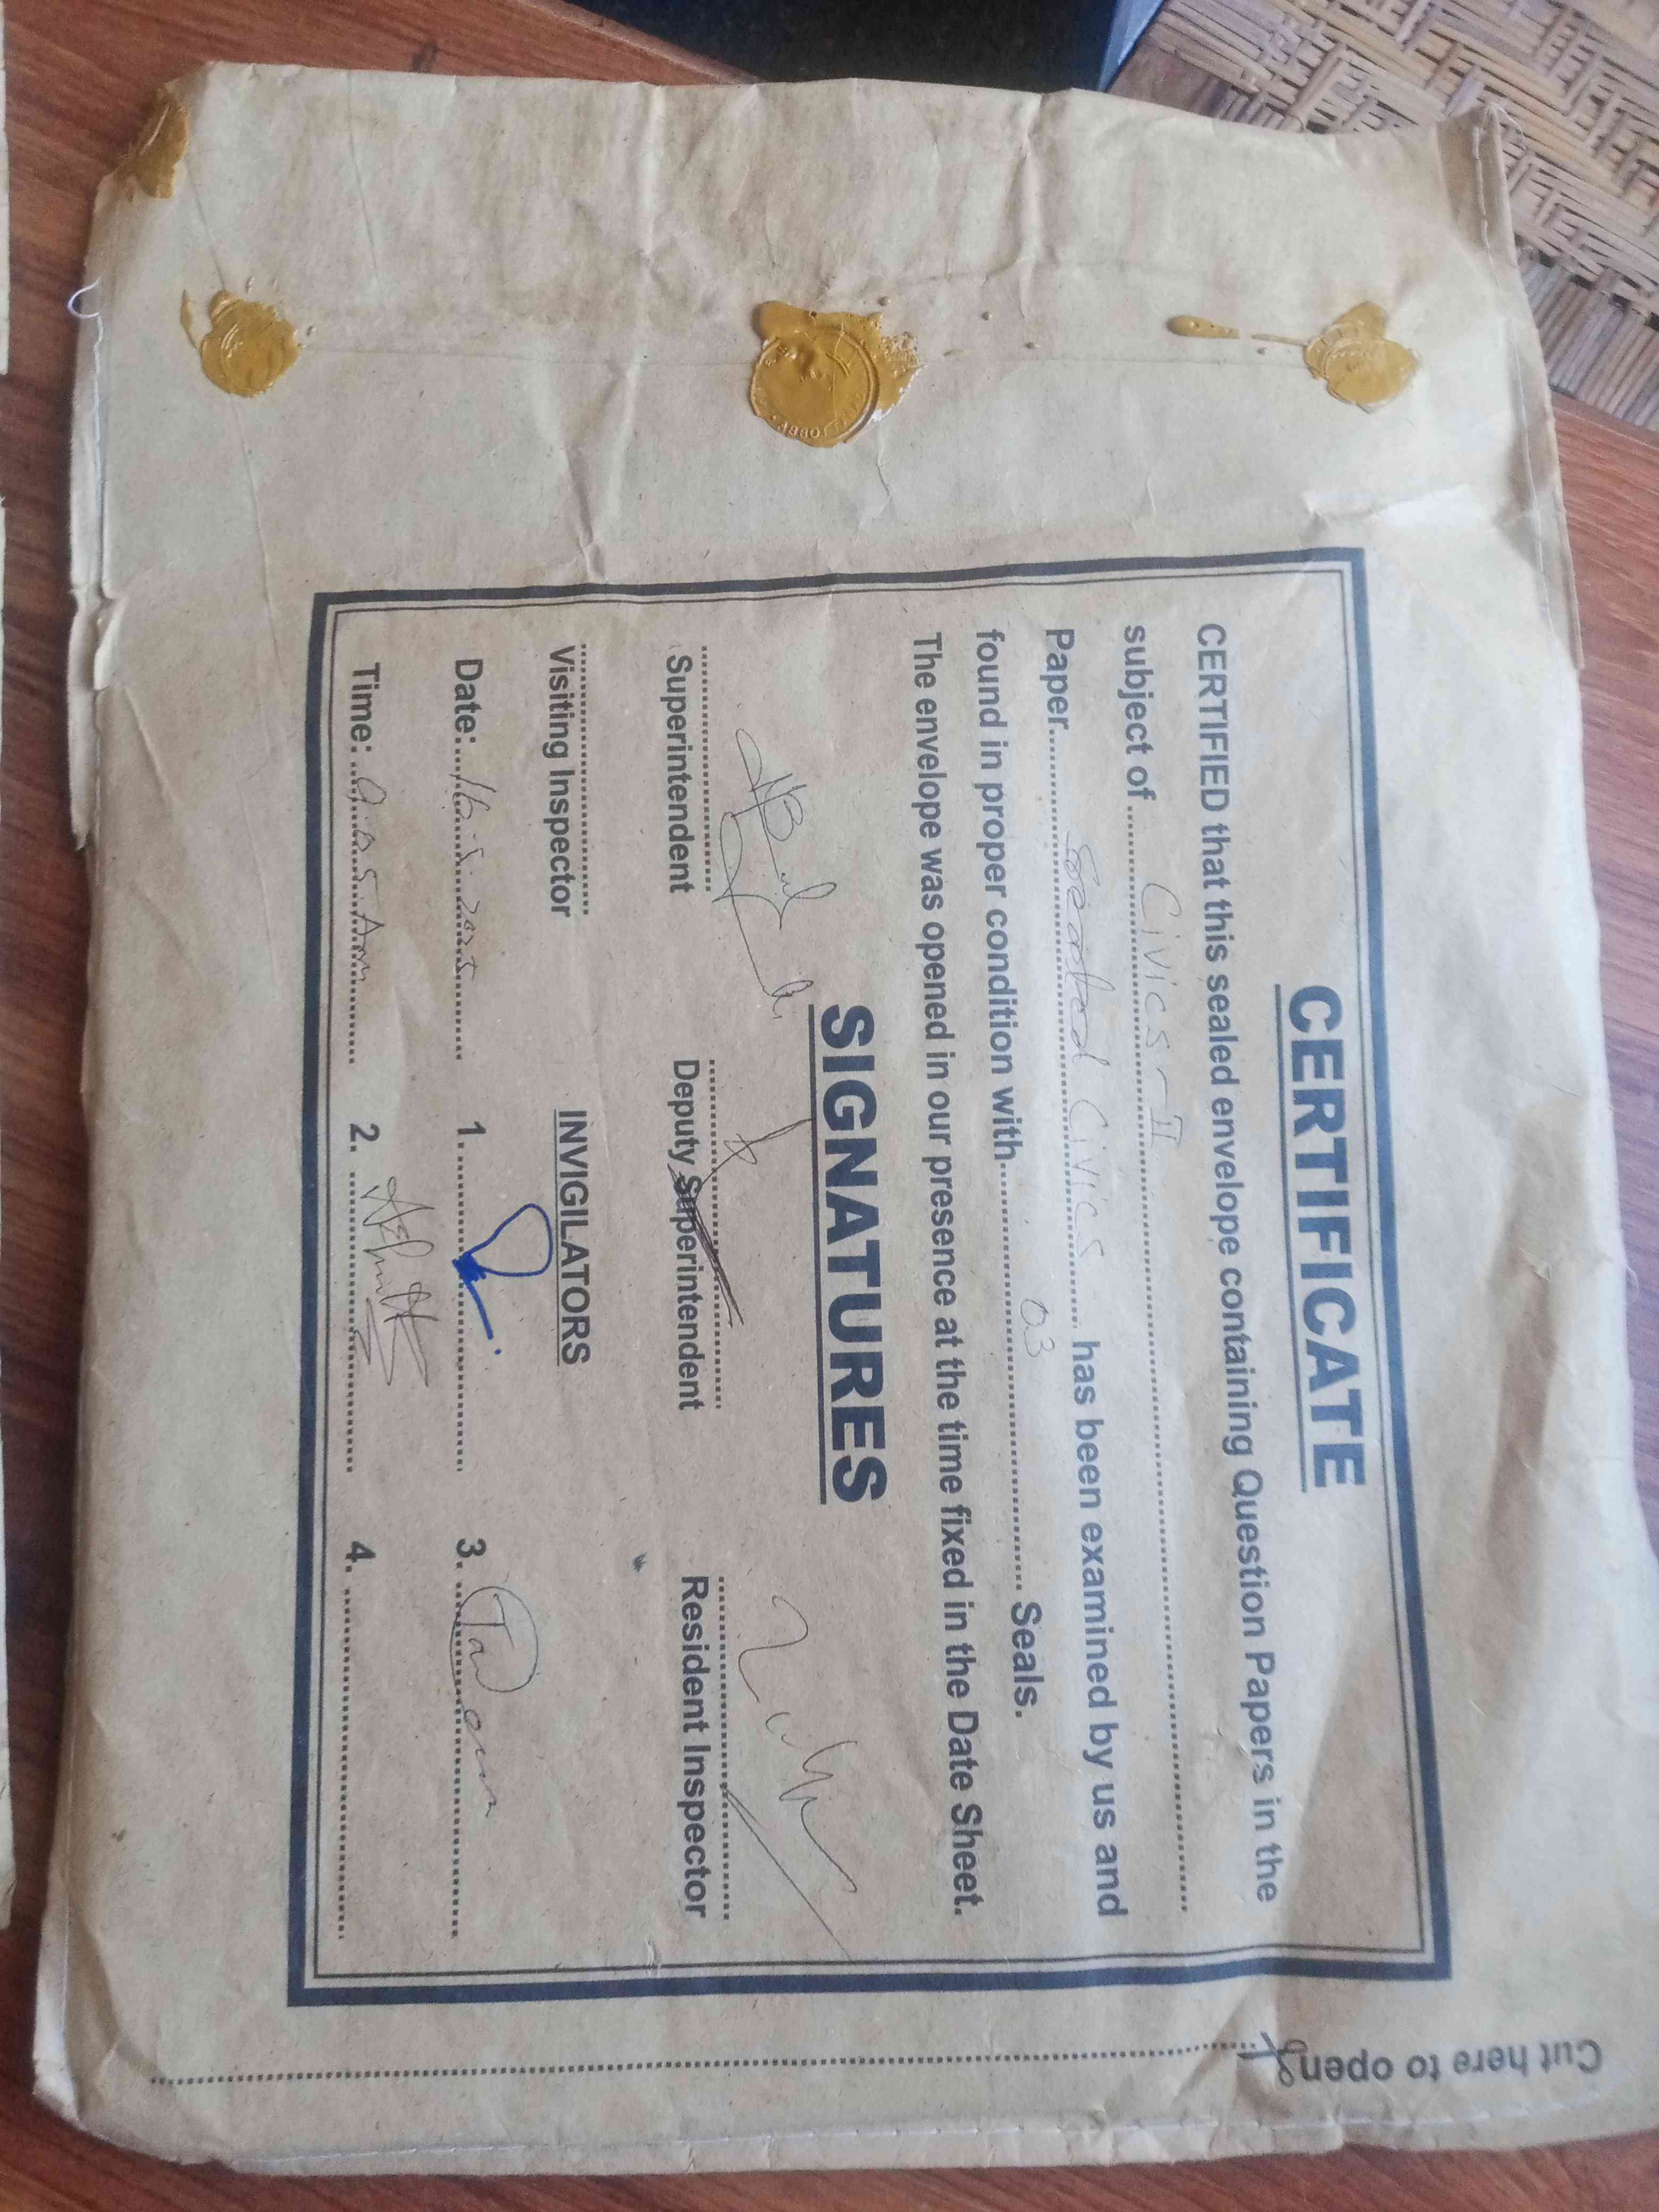 CERTIFICATE
CERTIFIED that this sealed envelope containing Question Papers in the
subject of ........ Civics - II ........
Paper........ Sealed Civics ........ has been examined by us and
found in proper condition with........ 03 ........ Seals.
The envelope was opened in our presence at the time fixed in the Date Sheet.
SIGNATURES
Superintendent Deputy Superintendent Resident Inspector
Visiting Inspector INVIGILATORS
Date: 16.5.2025 1. 3.
Time: 9:05 Am 2. 4.
Cut here to open